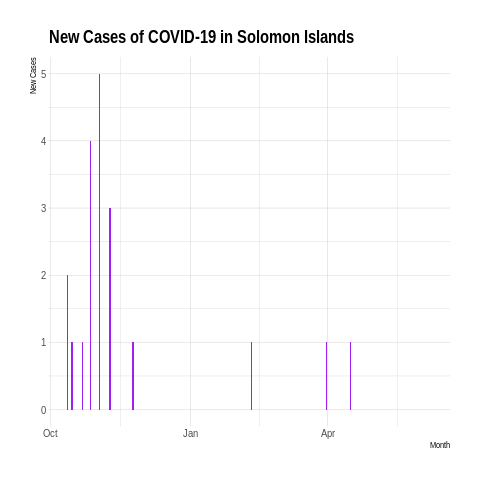 New Cases of COVID-19 in Solomon Islands
New Cases
5
4
3
2
1
0
Oct
Jan
Apr
Month